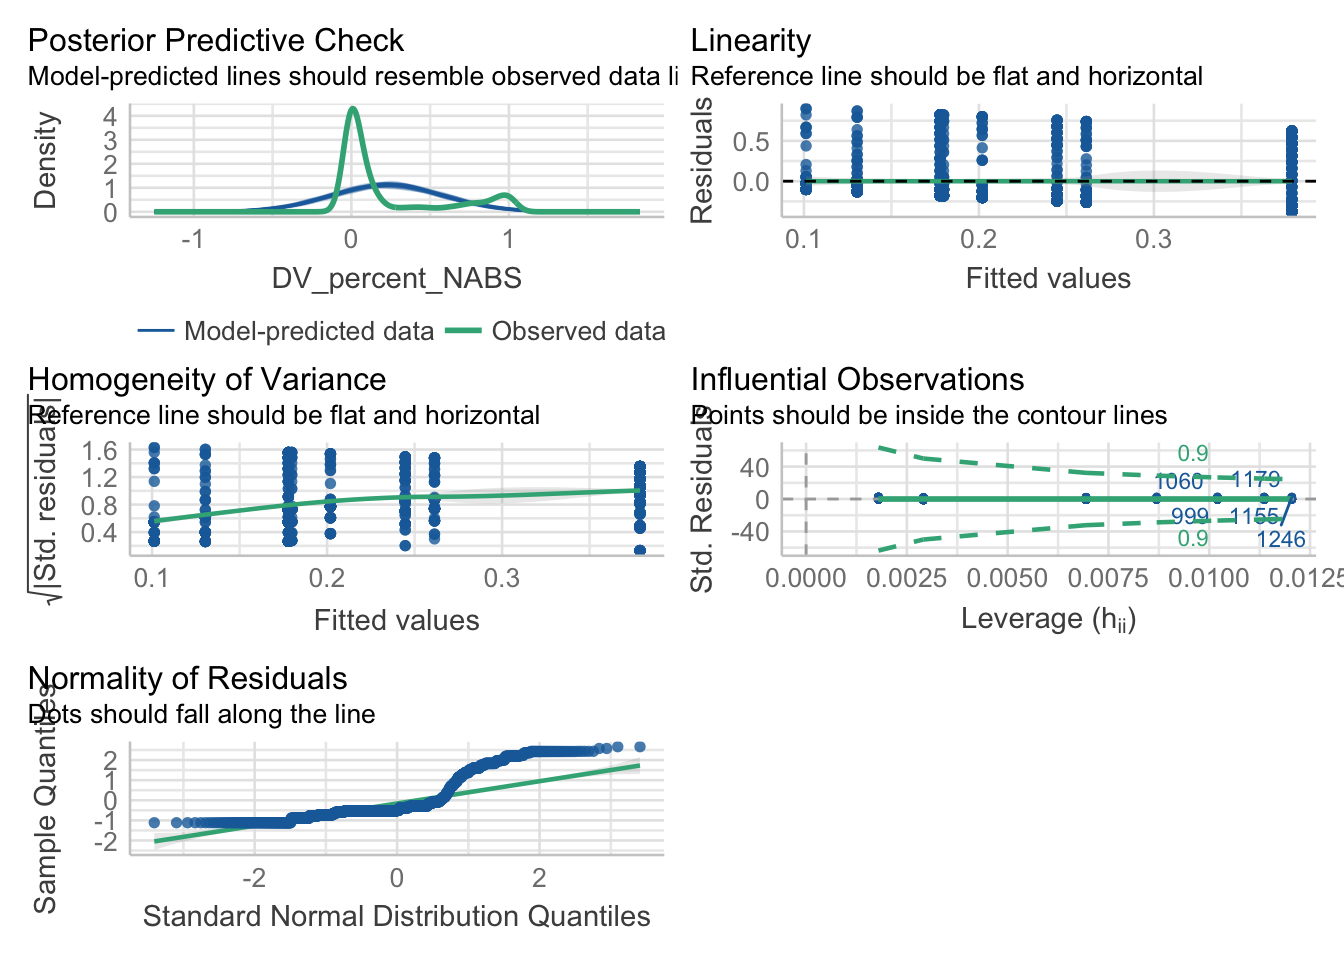 Posterior Predictive Check
Model-predicted lines should resemble observed data li
Density
4
3
2
1
0
-1
0
1
DV_percent_NABS
Model-predicted data
Observed data
Linearity
Reference line should be flat and horizontal
Residuals
0.5
0.0
0.1
0.2
0.3
Fitted values
Homogeneity of Variance
Reference line should be flat and horizontal
√|Std. residuals|
1.6
1.2
0.8
0.4
0.1
0.2
0.3
Fitted values
Influential Observations
Points should be inside the contour lines
Std. Residuals
40
0
-40
0.9
1060
1179
999
1155
0.9
1246
0.0000
0.0025
0.0050
0.0075
0.0100
0.0125
Leverage (hii)
Normality of Residuals
Dots should fall along the line
Sample Quantiles
2
1
0
-1
-2
-2
0
2
Standard Normal Distribution Quantiles